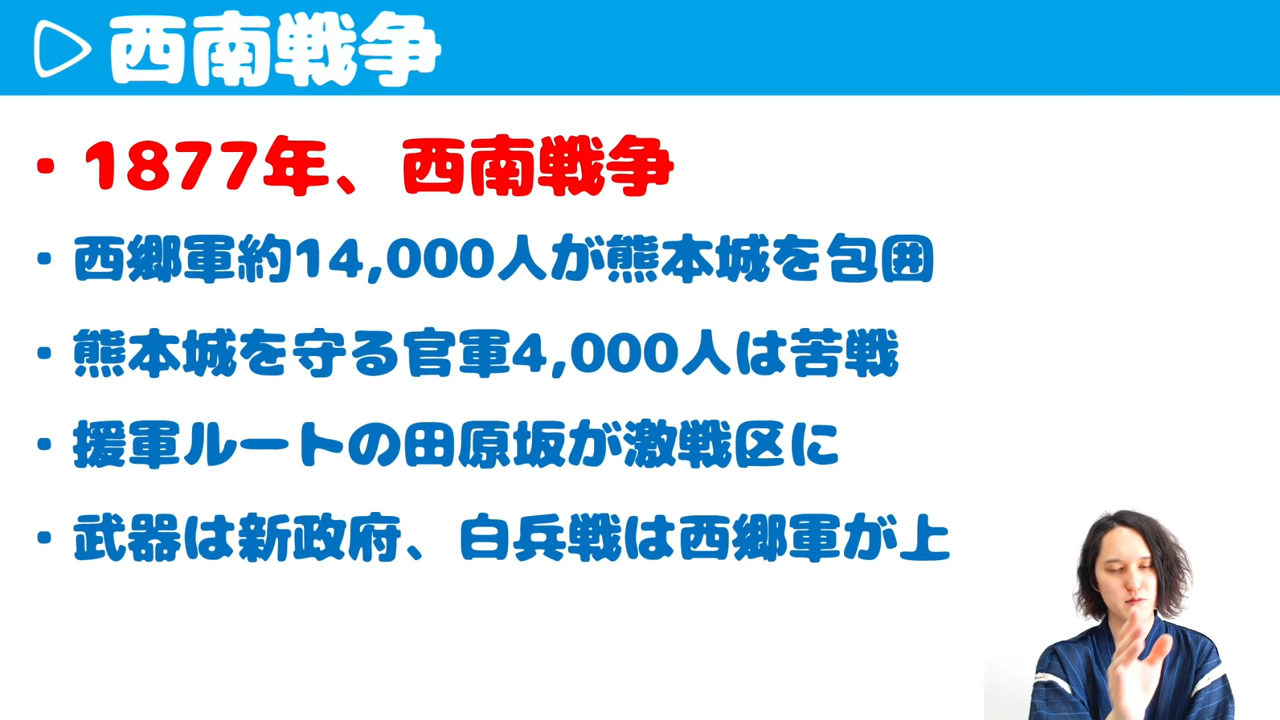 西南戦争
・1877年、西南戦争
・西郷軍約14,000人が熊本城を包囲
・熊本城を守る官軍4,000人は苦戦
・援軍ルートの田原坂が激戦区に
・武器は新政府、白兵戦は西郷軍が上